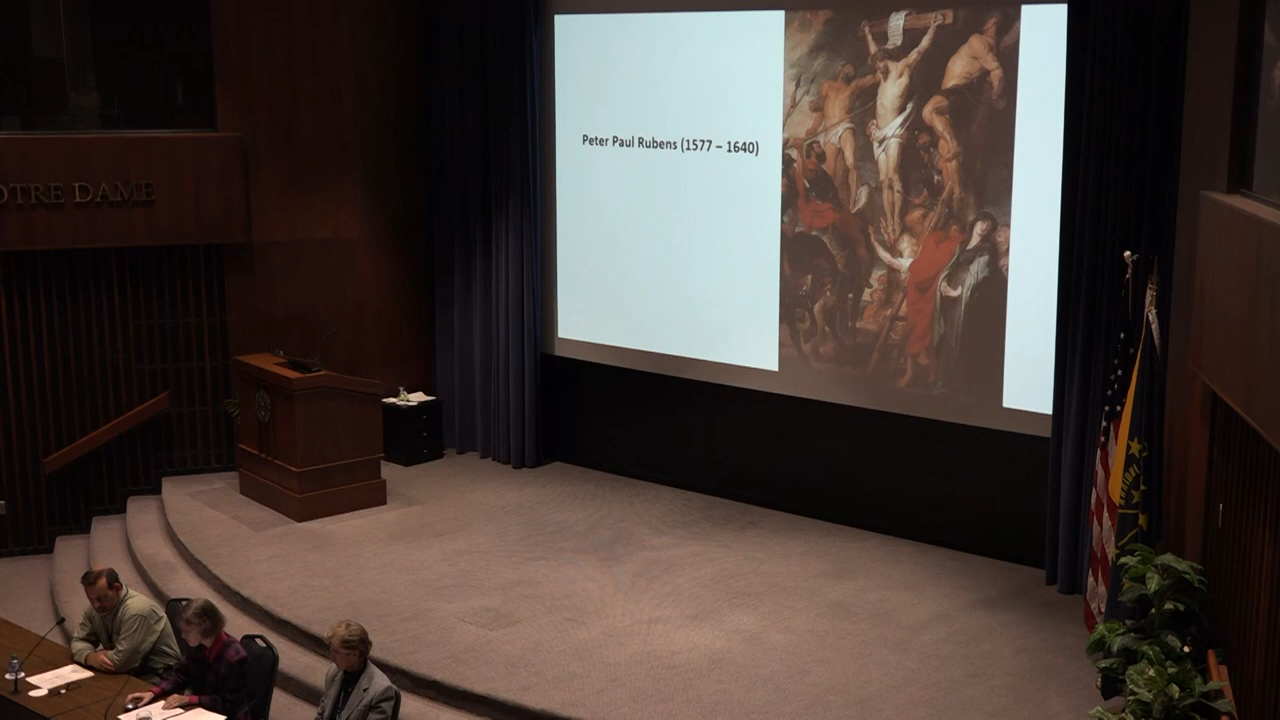 OTRE DAME
Peter Paul Rubens (1577 – 1640)